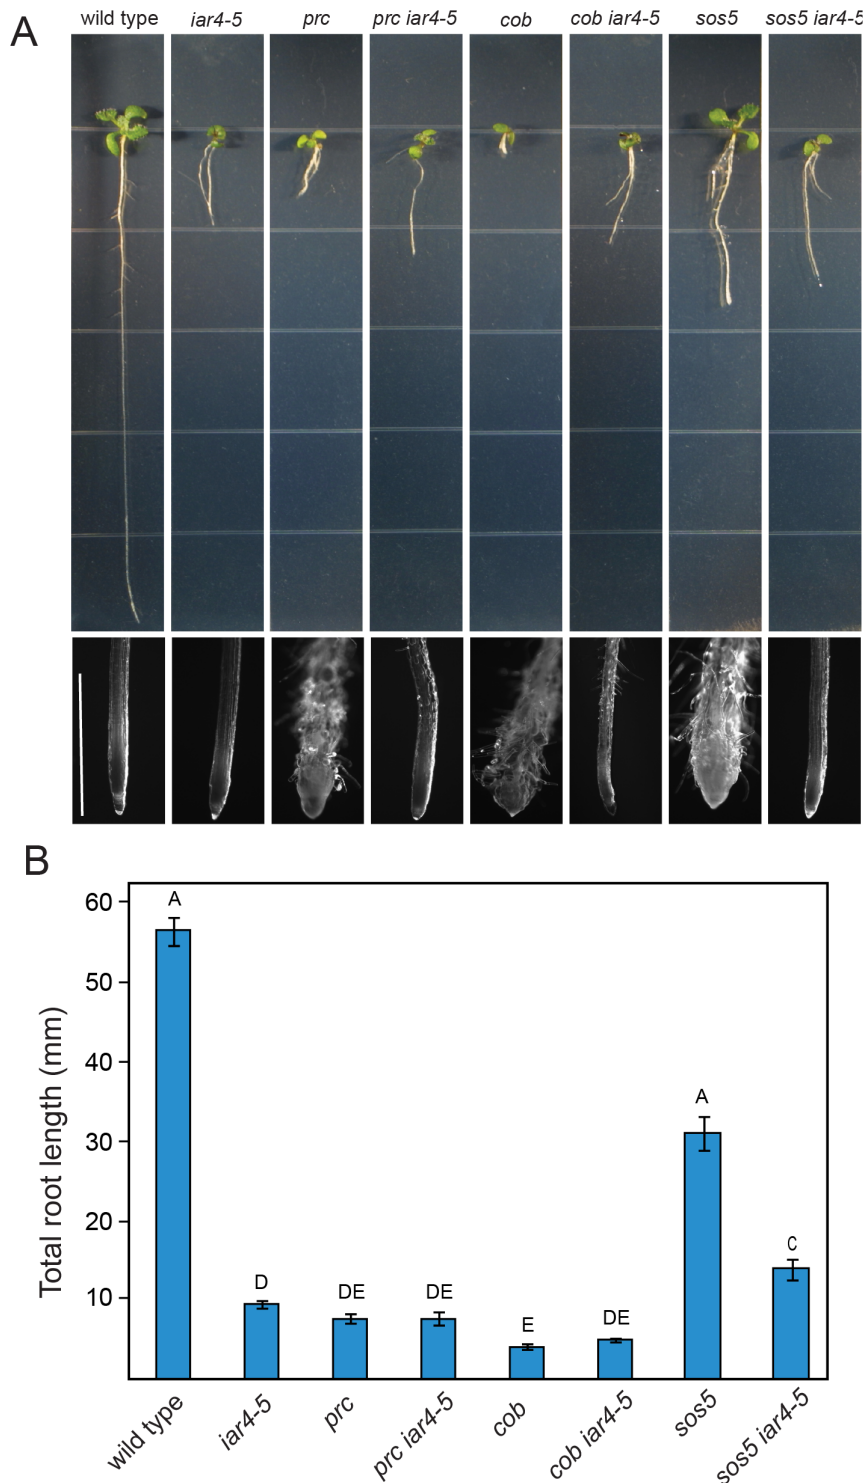 A
wild type iar4-5 prc prc iar4-5 cob cob iar4-5 sos5 sos5 iar4-5
B
Total root length (mm)
60
50
40
30
20
10
A
D
DE
DE
E
DE
A
C
wild type
iar4-5
prc
prc iar4-5
cob
cob iar4-5
sos5
sos5 iar4-5